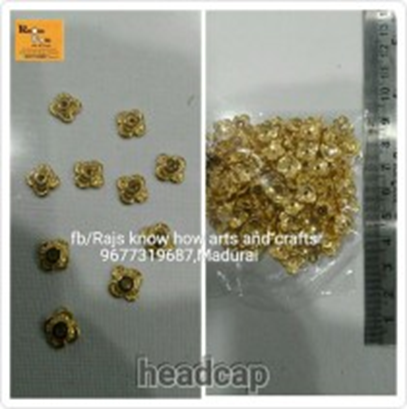 fb/Rajs know how arts and crafts
9677319687,Madurai
headcap